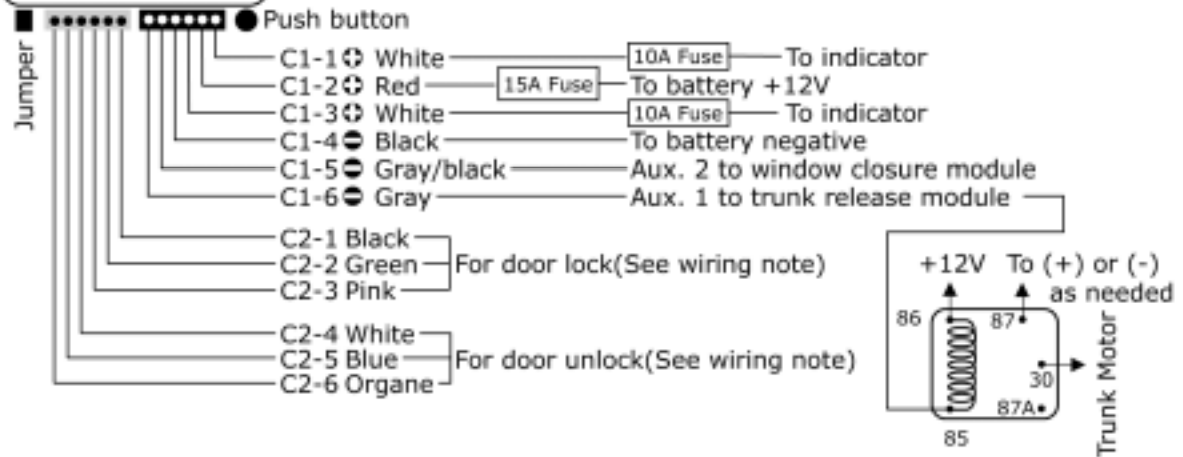 Push button
Jumper
C1-1 White 10A Fuse To indicator
C1-2 Red 15A Fuse To battery +12V
C1-3 White 10A Fuse To indicator
C1-4 Black To battery negative
C1-5 Gray/black Aux. 2 to window closure module
C1-6 Gray Aux. 1 to trunk release module
C2-1 Black
C2-2 Green For door lock(See wiring note)
C2-3 Pink
C2-4 White
C2-5 Blue For door unlock(See wiring note)
C2-6 Organe
+12V To (+) or (-)
as needed
86 87
30
87A
85
Trunk Motor